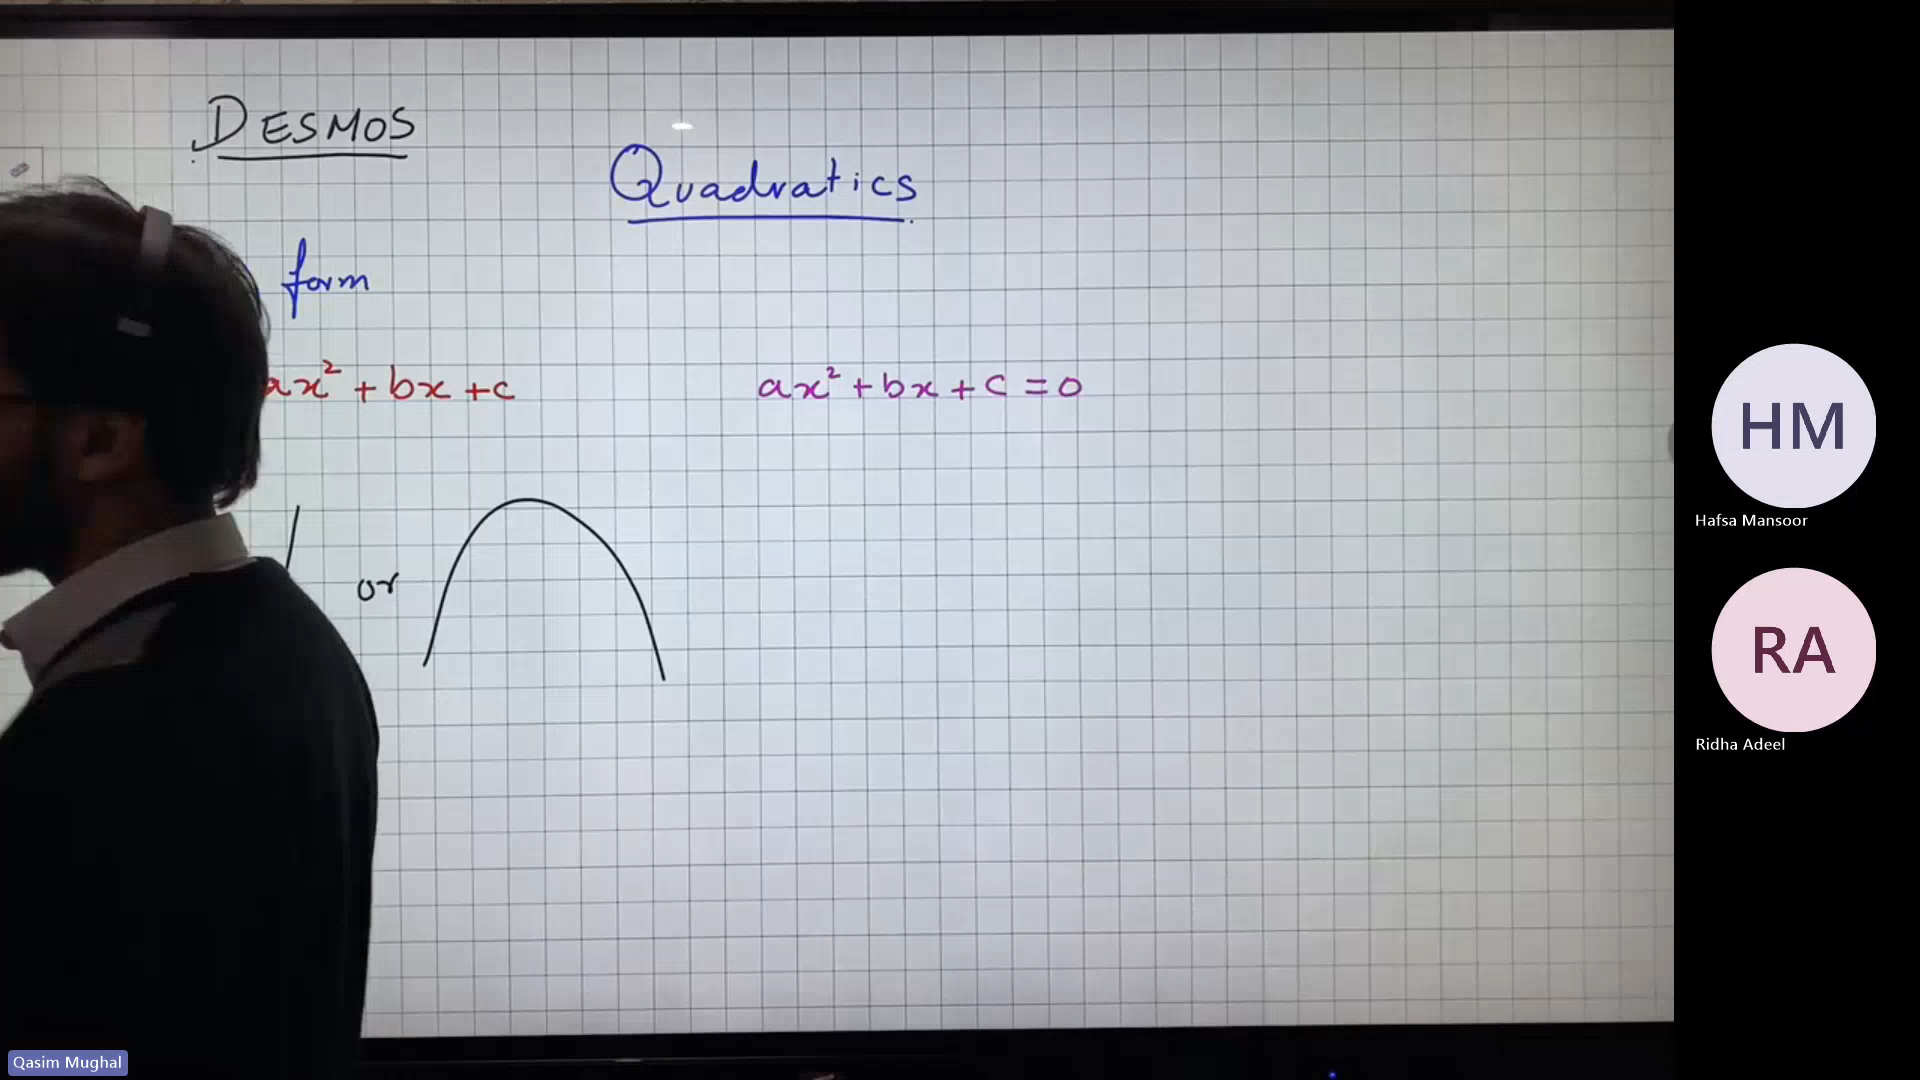 DESMOS
Quadratics
form
ax² + bx + c
ax² + bx + c = 0
or
HM
Hafsa Mansoor
RA
Ridha Adeel
Qasim Mughal